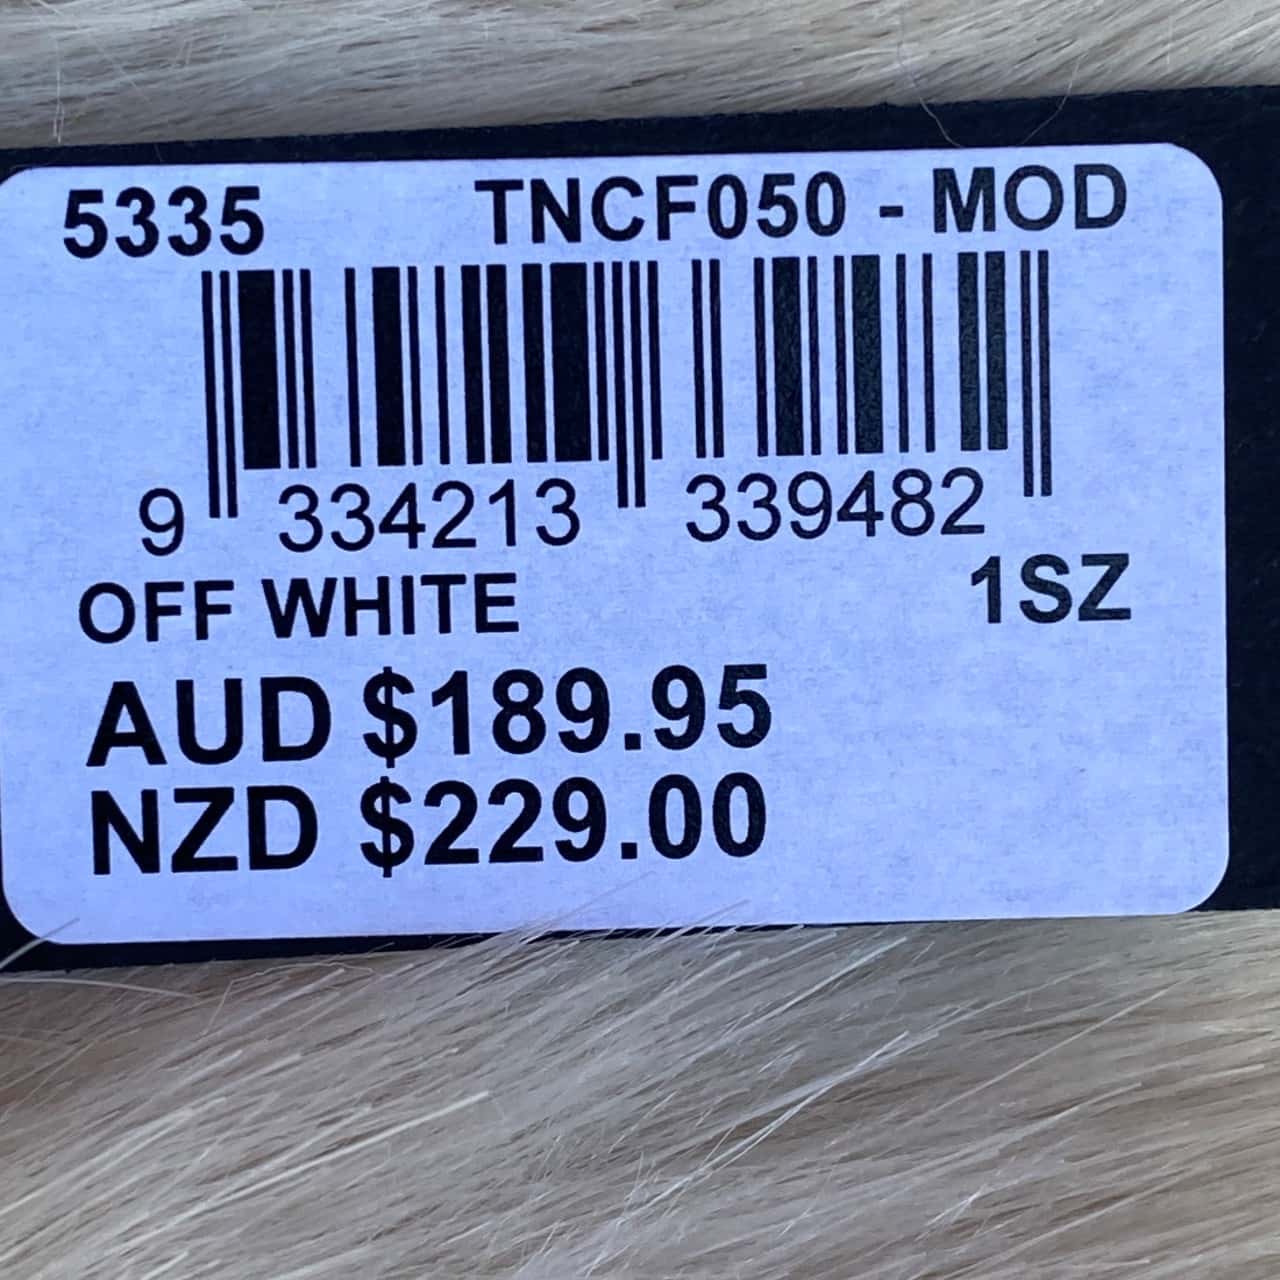 5335 TNCF050 - MOD
9 334213 339482
OFF WHITE 1SZ
AUD $189.95
NZD $229.00